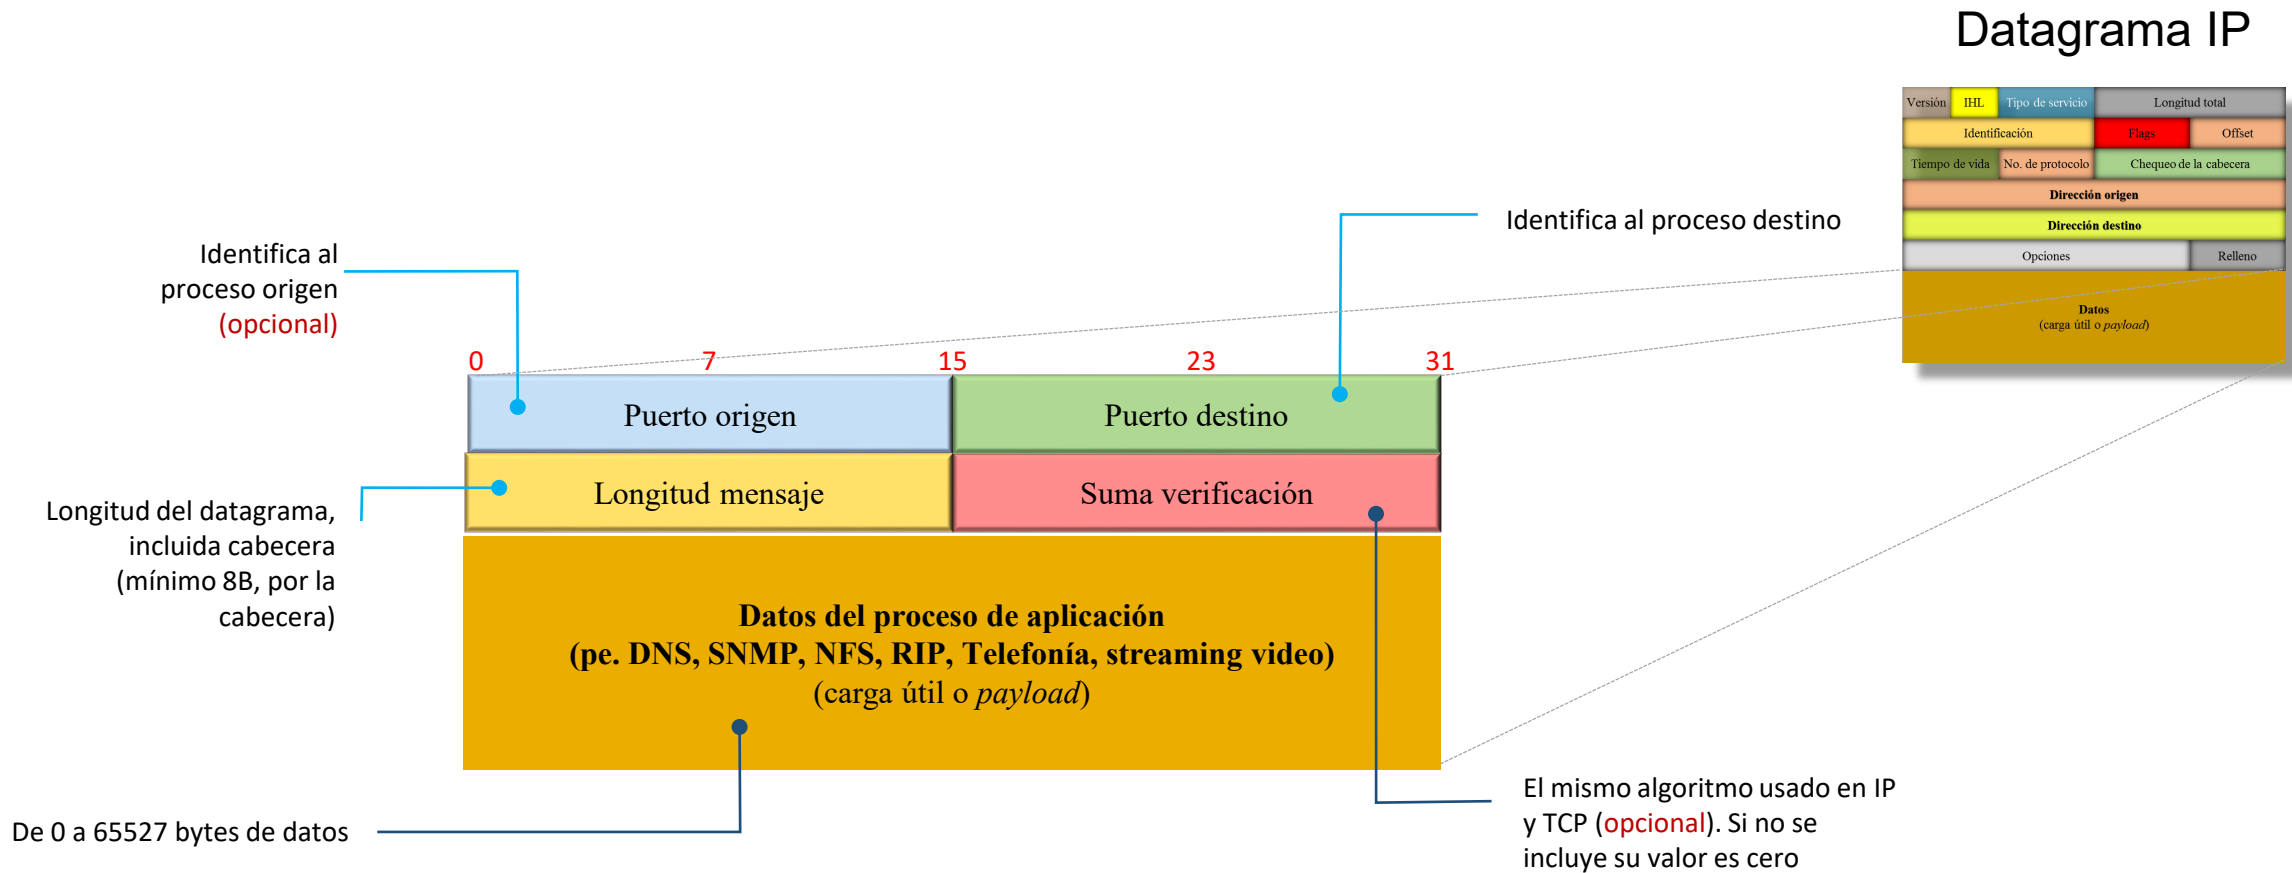 Datagrama IP
Versión IHL Tipo de servicio Longitud total
Identificación Flags Offset
Tiempo de vida No. de protocolo Chequeo de la cabecera
Dirección origen
Dirección destino
Opciones Relleno
Datos
(carga útil o payload)
Identifica al proceso destino
Identifica al
proceso origen
(opcional)
0 7 15 23 31
Puerto origen Puerto destino
Longitud mensaje Suma verificación
Longitud del datagrama,
incluida cabecera
(mínimo 8B, por la
cabecera)
Datos del proceso de aplicación
(pe. DNS, SNMP, NFS, RIP, Telefonía, streaming video)
(carga útil o payload)
De 0 a 65527 bytes de datos
El mismo algoritmo usado en IP
y TCP (opcional). Si no se
incluye su valor es cero